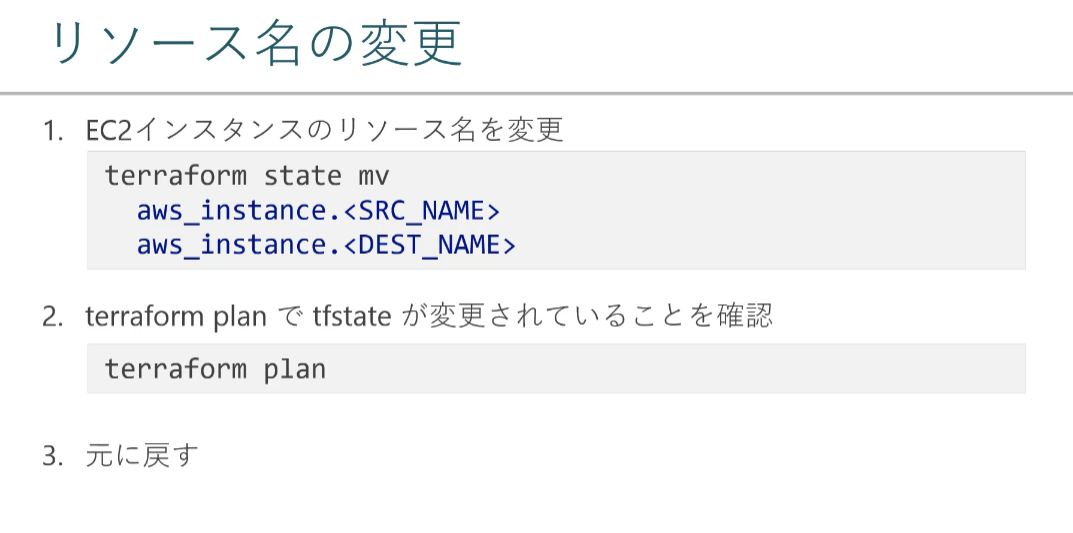 リソース名の変更
1. EC2インスタンスのリソース名を変更
terraform state mv
aws_instance.<SRC_NAME>
aws_instance.<DEST_NAME>
2. terraform plan で tfstate が変更されていることを確認
terraform plan
3. 元に戻す